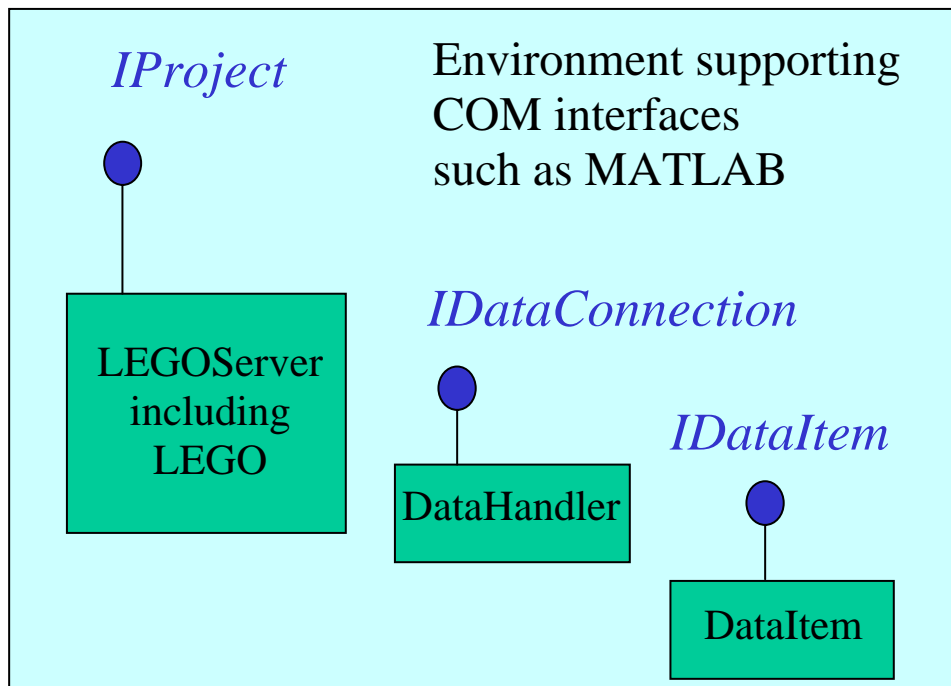 IProject
Environment supporting
COM interfaces
such as MATLAB
IDataConnection
LEGOServer
including
LEGO
IDataItem
DataHandler
DataItem